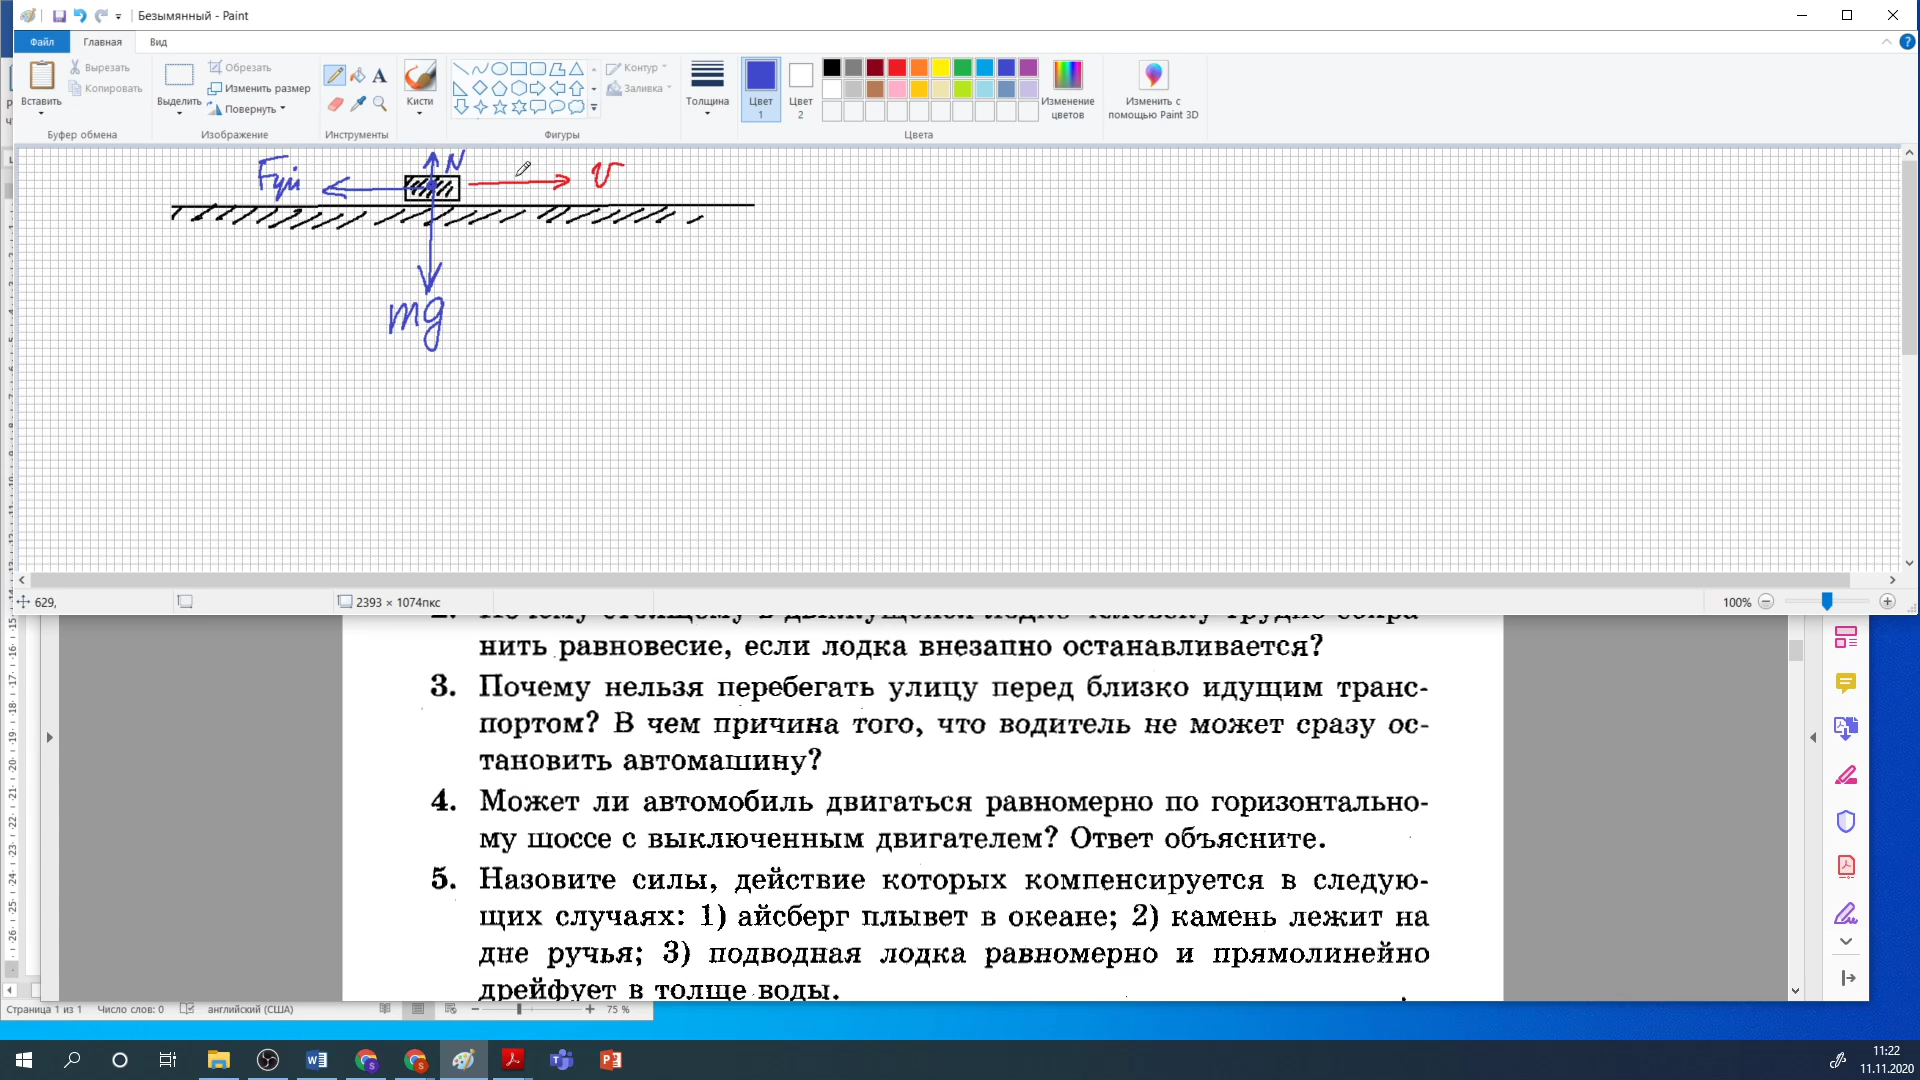 Безымянный - Paint
Файл Главная Вид
Вставить
Вырезать
Копировать
Буфер обмена
Выделить
Обрезать
Изменить размер
Повернуть
Изображение
Инструменты
Кисти
Контур
Заливка
Фигуры
Толщина
Цвет 1
Цвет 2
Цвета
Изменение цветов
Изменить с помощью Paint 3D
N
v
mg
629,
2393 × 1074пкс
100%
нить равновесие, если лодка внезапно останавливается?
3. Почему нельзя перебегать улицу перед близко идущим транс-
портом? В чем причина того, что водитель не может сразу ос-
тановить автомашину?
4. Может ли автомобиль двигаться равномерно по горизонтально-
му шоссе с выключенным двигателем? Ответ объясните.
5. Назовите силы, действие которых компенсируется в следую-
щих случаях: 1) айсберг плывет в океане; 2) камень лежит на
дне ручья; 3) подводная лодка равномерно и прямолинейно
дрейфует в толще воды.
Страница 1 из 1 Число слов: 0 английский (США) 75 %
11:22
11.11.2020